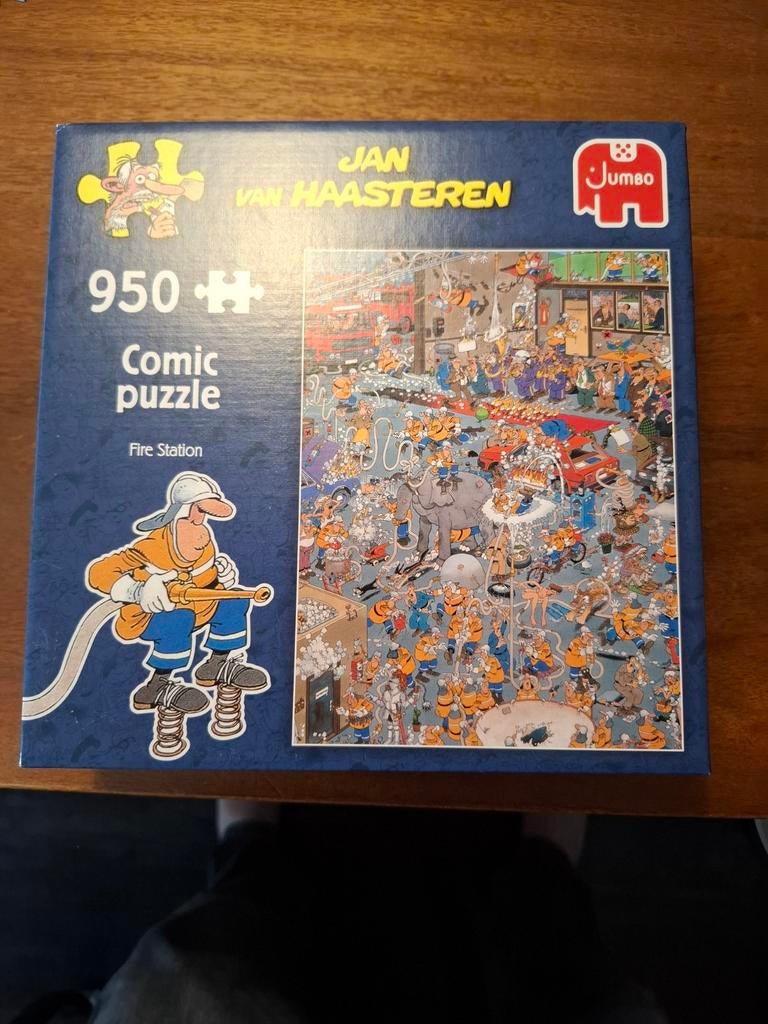 JAN
VAN HAASTEREN
Jumbo
950
Comic
puzzle
Fire Station